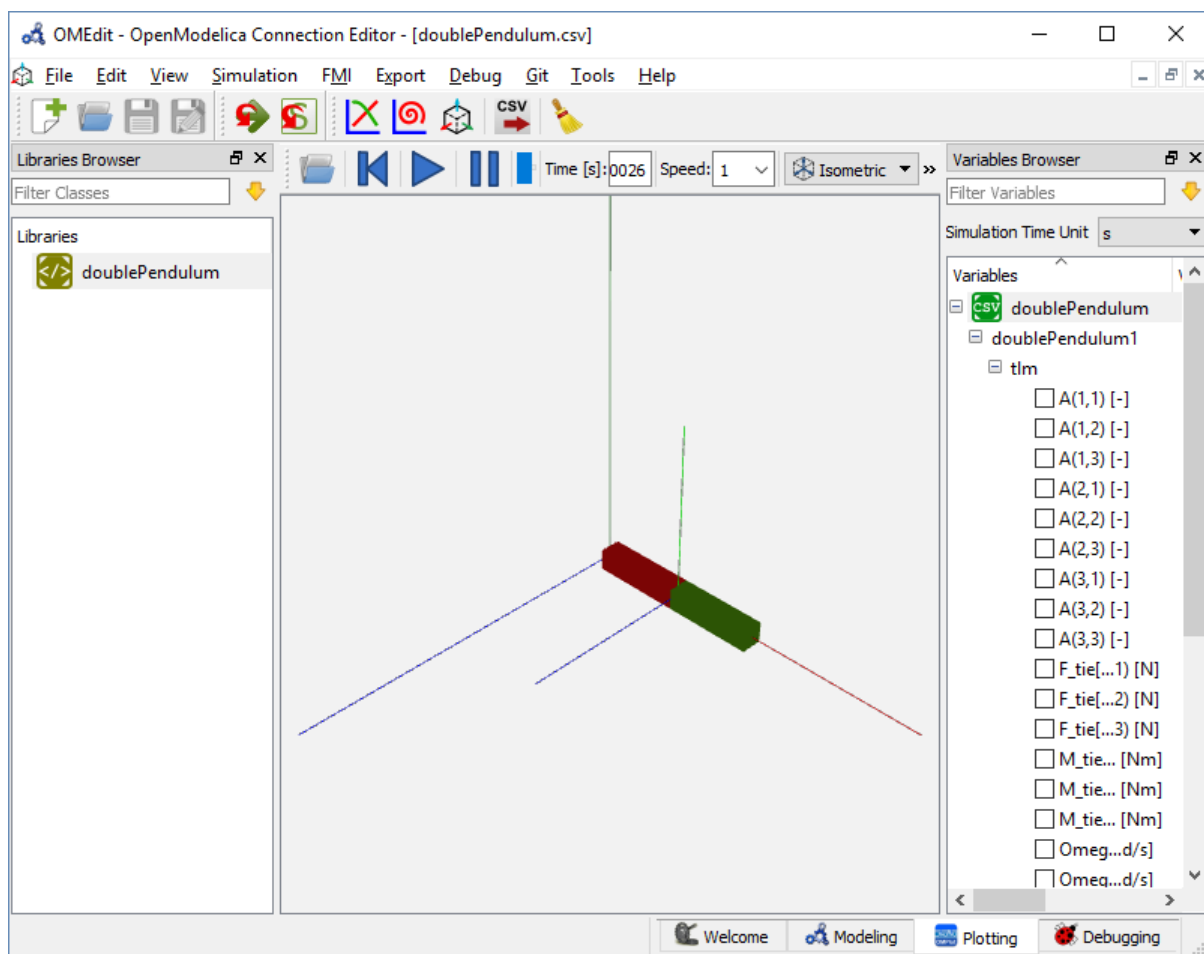 OMEdit - OpenModelica Connection Editor - [doublePendulum.csv]
File Edit View Simulation FMI Export Debug Git Tools Help
CSV
Libraries Browser
Filter Classes
Libraries
doublePendulum
Time [s]: 0026 Speed: 1 Isometric »
Variables Browser
Filter Variables
Simulation Time Unit s
Variables
CSV doublePendulum
doublePendulum1
tlm
A(1,1) [-]
A(1,2) [-]
A(1,3) [-]
A(2,1) [-]
A(2,2) [-]
A(2,3) [-]
A(3,1) [-]
A(3,2) [-]
A(3,3) [-]
F_tie[...1) [N]
F_tie[...2) [N]
F_tie[...3) [N]
M_tie... [Nm]
M_tie... [Nm]
M_tie... [Nm]
Omeg...d/s]
Omeg...d/s]
Welcome Modeling Plotting Debugging